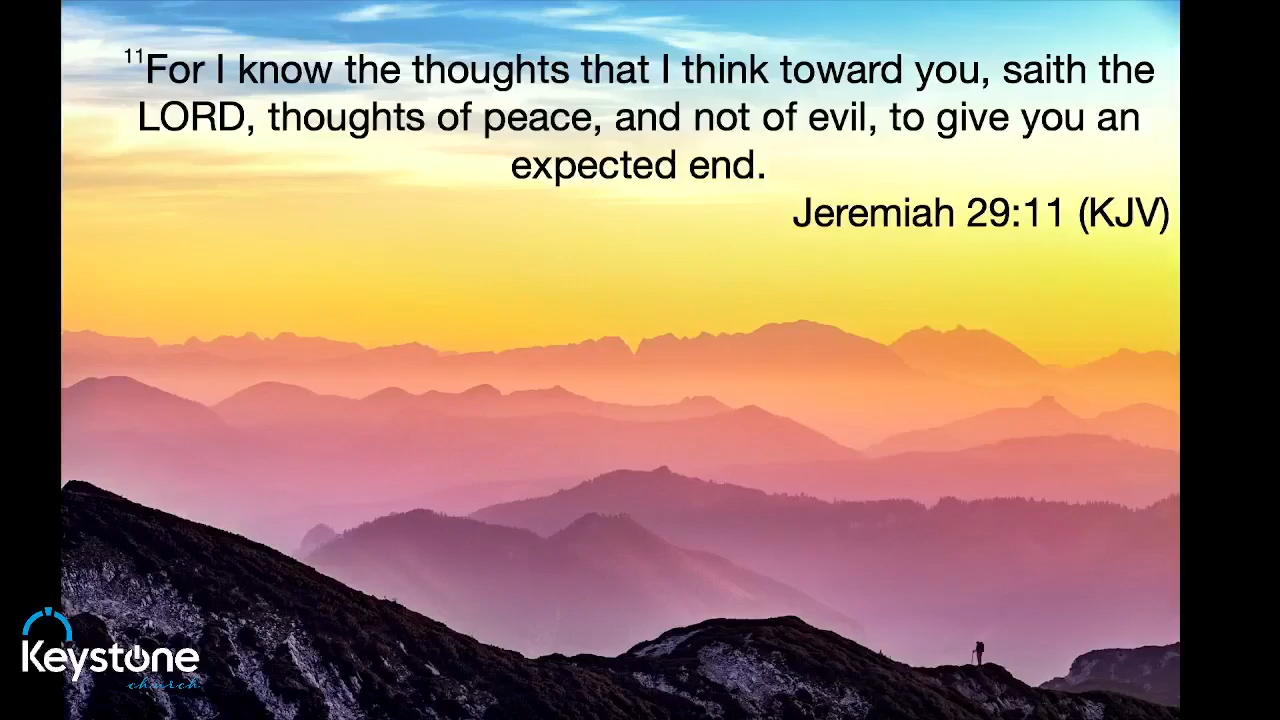 ¹¹For I know the thoughts that I think toward you, saith the
LORD, thoughts of peace, and not of evil, to give you an
expected end.
Jeremiah 29:11 (KJV)
Keystone
church